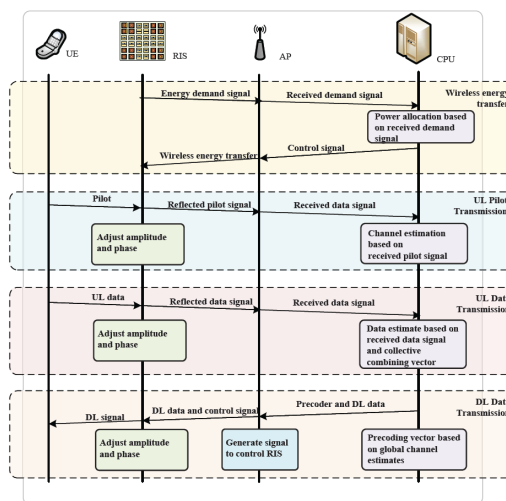 UE
RIS
AP
CPU
Energy demand signal
Received demand signal
Wireless energy
transfer
Power allocation based
on received demand
signal
Control signal
Wireless energy transfer
Pilot
Reflected pilot signal
Received data signal
UL Pilot
Transmission
Adjust amplitude
and phase
Channel estimation
based on
received pilot signal
UL data
Reflected data signal
Received data signal
UL Data
Transmission
Adjust amplitude
and phase
Data estimate based on
received data signal
and collective
combining vector
DL signal
DL data and control signal
Precoder and DL data
DL Data
Transmission
Adjust amplitude
and phase
Generate signal
to control RIS
Precoding vector based
on global channel
estimates